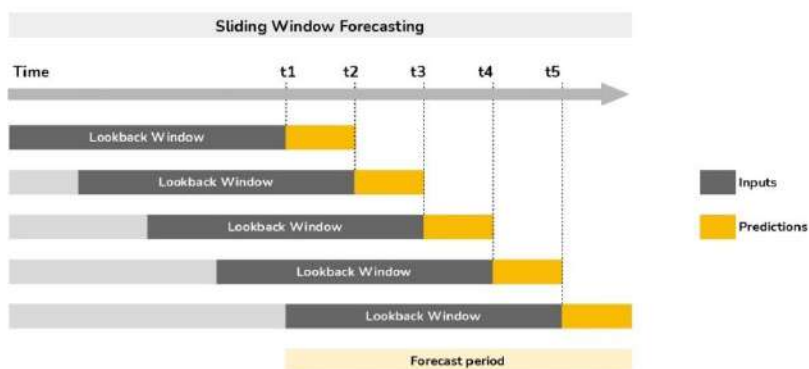 Sliding Window Forecasting
Time t1 t2 t3 t4 t5
Lookback Window
Lookback Window
Inputs
Lookback Window
Predictions
Lookback Window
Lookback Window
Forecast period